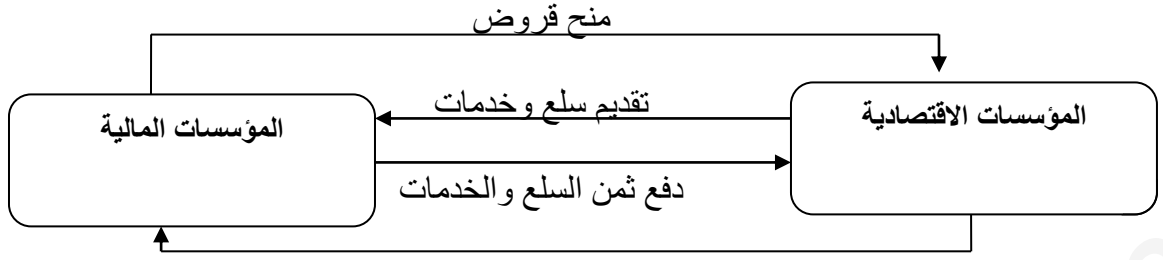 منح قروض
المؤسسات الاقتصادية
تقديم سلع وخدمات
المؤسسات المالية
دفع ثمن السلع والخدمات